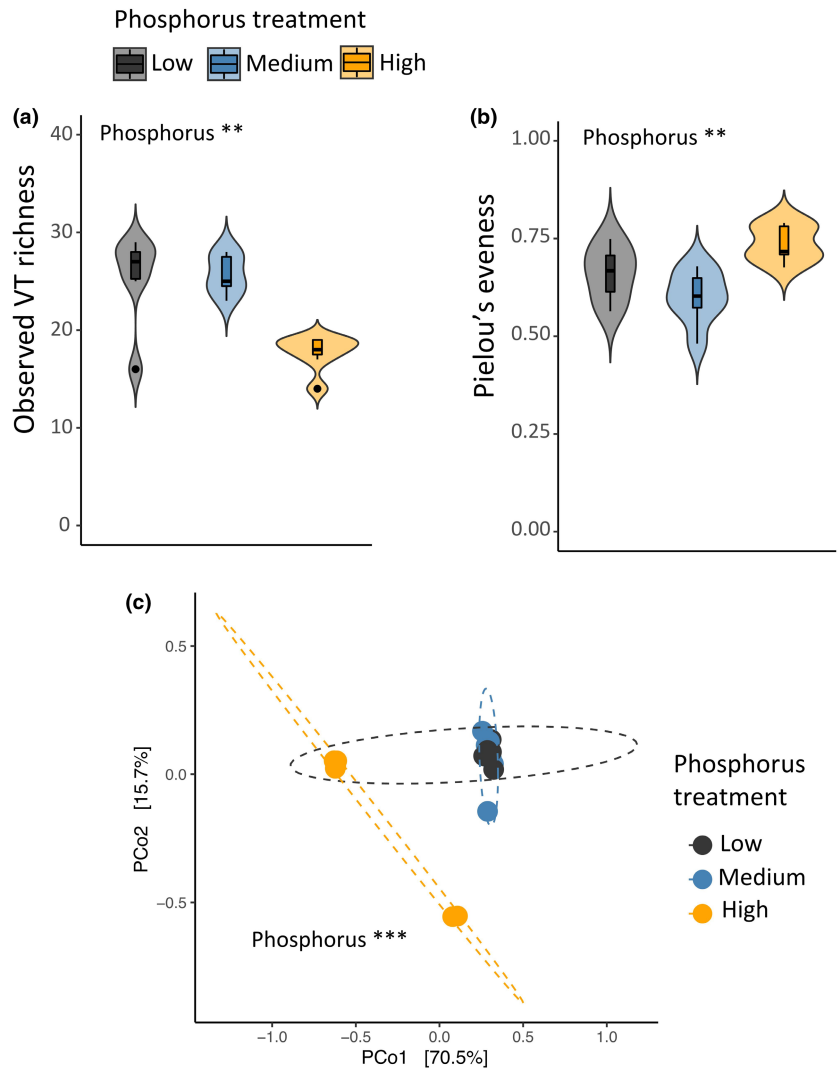 Phosphorus treatment
Low Medium High
(a)
Phosphorus **
Observed VT richness
40
30
20
10
0
(b)
Phosphorus **
Pielou's eveness
1.00
0.75
0.50
0.25
0.00
(c)
PCo2 [15.7%]
0.5
0.0
−0.5
Phosphorus ***
−1.0 −0.5 0.0 0.5 1.0
PCo1 [70.5%]
Phosphorus
treatment
Low
Medium
High